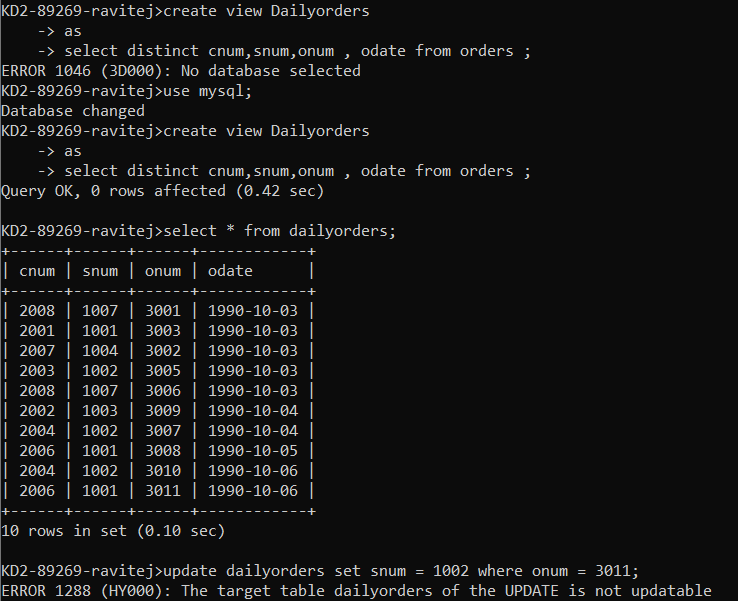 KD2-89269-ravitej>create view Dailyorders
    -> as
    -> select distinct cnum,snum,onum , odate from orders ;
ERROR 1046 (3D000): No database selected
KD2-89269-ravitej>use mysql;
Database changed
KD2-89269-ravitej>create view Dailyorders
    -> as
    -> select distinct cnum,snum,onum , odate from orders ;
Query OK, 0 rows affected (0.42 sec)

KD2-89269-ravitej>select * from dailyorders;
+------+------+------+------------+
| cnum | snum | onum | odate      |
+------+------+------+------------+
| 2008 | 1007 | 3001 | 1990-10-03 |
| 2001 | 1001 | 3003 | 1990-10-03 |
| 2007 | 1004 | 3002 | 1990-10-03 |
| 2003 | 1002 | 3005 | 1990-10-03 |
| 2008 | 1007 | 3006 | 1990-10-03 |
| 2002 | 1003 | 3009 | 1990-10-04 |
| 2004 | 1002 | 3007 | 1990-10-04 |
| 2006 | 1001 | 3008 | 1990-10-05 |
| 2004 | 1002 | 3010 | 1990-10-06 |
| 2006 | 1001 | 3011 | 1990-10-06 |
+------+------+------+------------+
10 rows in set (0.10 sec)

KD2-89269-ravitej>update dailyorders set snum = 1002 where onum = 3011;
ERROR 1288 (HY000): The target table dailyorders of the UPDATE is not updatable